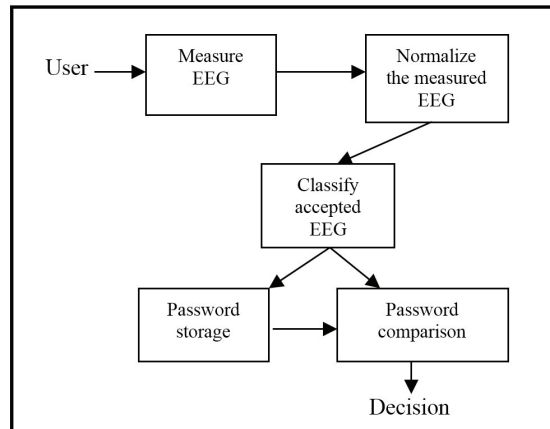 User
Measure
EEG
Normalize
the measured
EEG
Classify
accepted
EEG
Password
storage
Password
comparison
Decision